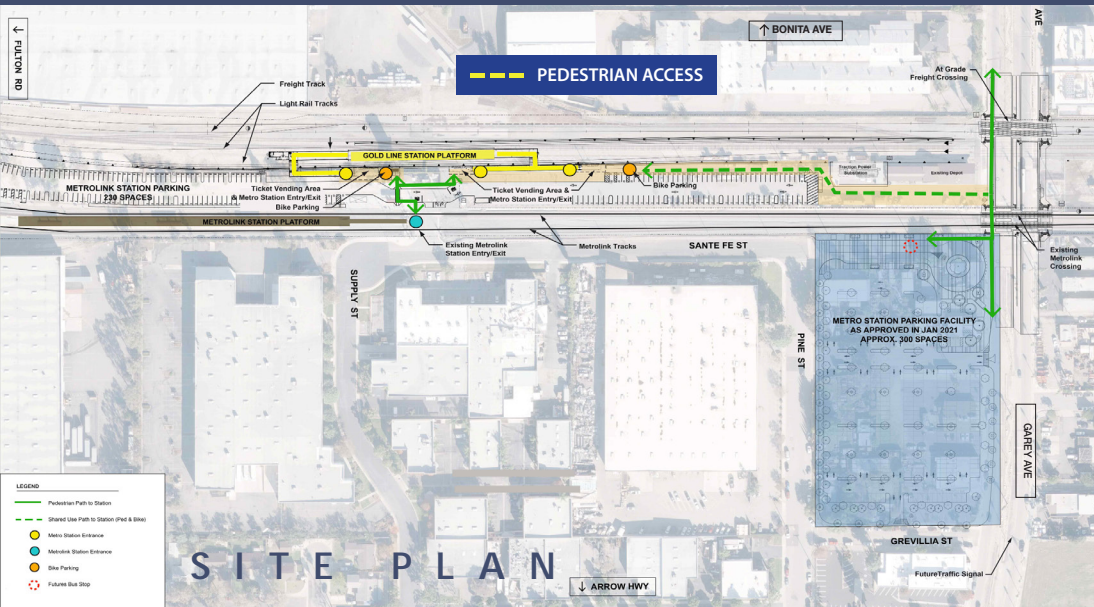 ↓ FULTON RD
↑ BONITA AVE
AVE
PEDESTRIAN ACCESS
At Grade
Freight Crossing
Freight Track
Light Rail Tracks
GOLD LINE STATION PLATFORM
METROLINK STATION PARKING
230 SPACES
Ticket Vending Area
& Metro Station Entry/Exit
Bike Parking
Ticket Vending Area &
Metro Station Entry/Exit
Bike Parking
Traction Power
Substation
Existing Depot
METROLINK STATION PLATFORM
Existing Metrolink
Station Entry/Exit
Metrolink Tracks
SANTE FE ST
Existing
Metrolink
Crossing
SUPPLY ST
PINE ST
METRO STATION PARKING FACILITY
AS APPROVED IN JAN 2021
APPROX. 300 SPACES
GAREY AVE
GREVILLIA ST
FutureTraffic Signal
LEGEND
Pedestrian Path to Station
Shared Use Path to Station (Ped & Bike)
Metro Station Entrance
Metrolink Station Entrance
Bike Parking
Futures Bus Stop
SITE PLAN
↓ ARROW HWY